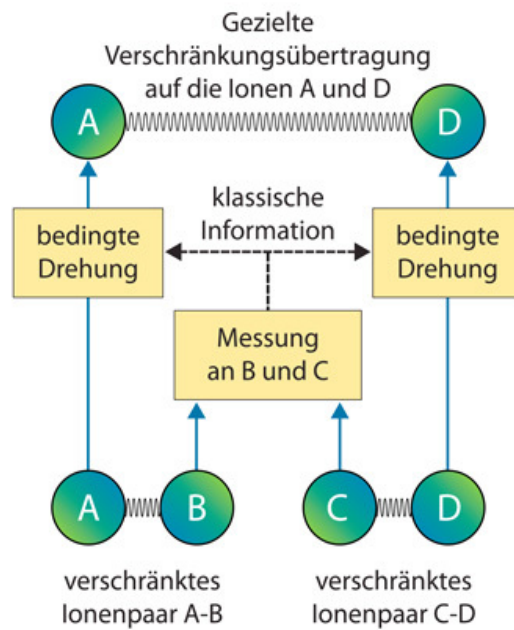 Gezielte
Verschränkungsübertragung
auf die Ionen A und D
A
D
klassische
Information
bedingte
Drehung
bedingte
Drehung
Messung
an B und C
A
B
C
D
verschränktes
Ionenpaar A-B
verschränktes
Ionenpaar C-D